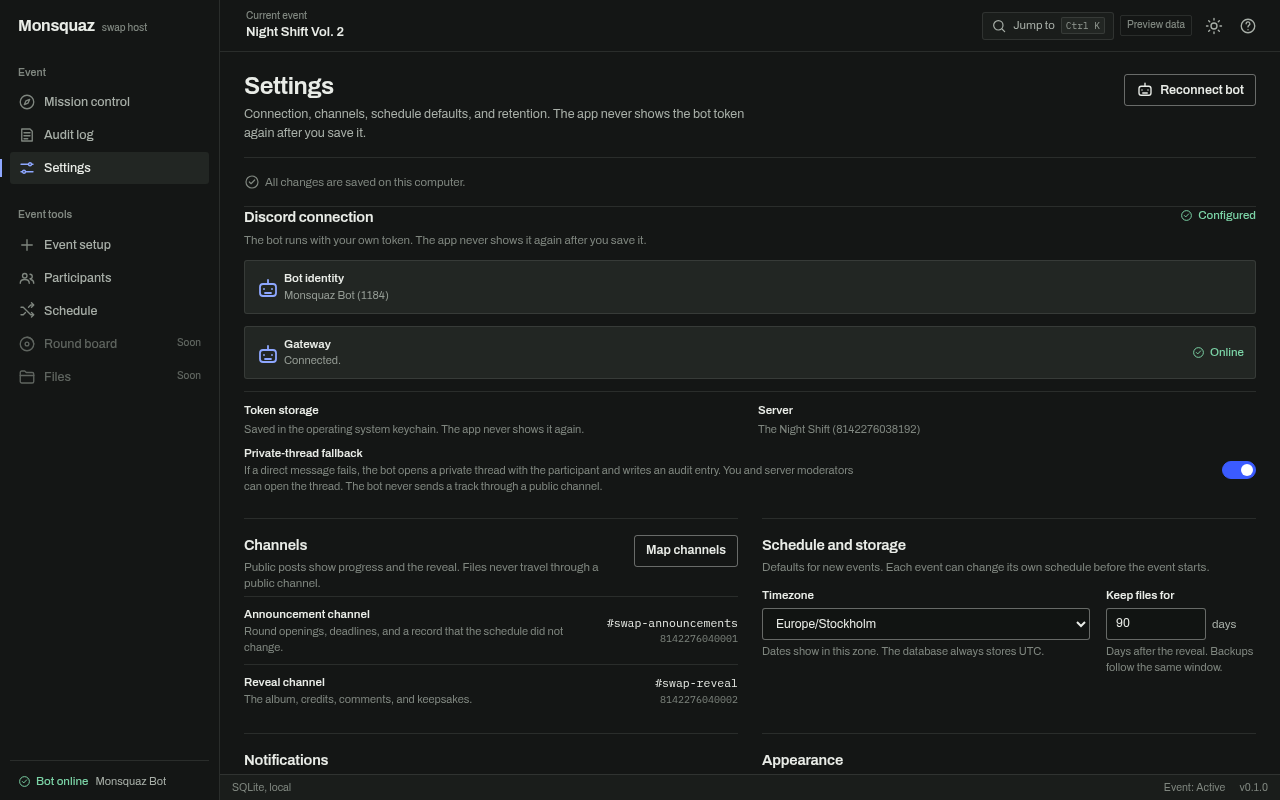 Monsquaz swap host
Event
Mission control
Audit log
Settings
Event tools
Event setup
Participants
Schedule
Round board Soon
Files Soon
Bot online Monsquaz Bot
Current event
Night Shift Vol. 2
Jump to Ctrl K
Preview data
Settings
Connection, channels, schedule defaults, and retention. The app never shows the bot token
again after you save it.
Reconnect bot
All changes are saved on this computer.
Discord connection
Configured
The bot runs with your own token. The app never shows it again after you save it.
Bot identity
Monsquaz Bot (1184)
Gateway
Connected.
Online
Token storage
Saved in the operating system keychain. The app never shows it again.
Server
The Night Shift (8142276038192)
Private-thread fallback
If a direct message fails, the bot opens a private thread with the participant and writes an audit entry. You and server moderators
can open the thread. The bot never sends a track through a public channel.
Channels
Public posts show progress and the reveal. Files never travel through a
public channel.
Map channels
Announcement channel
Round openings, deadlines, and a record that the schedule did not
change.
#swap-announcements
8142276040001
Reveal channel
The album, credits, comments, and keepsakes.
#swap-reveal
8142276040002
Schedule and storage
Defaults for new events. Each event can change its own schedule before the event starts.
Timezone
Europe/Stockholm
Dates show in this zone. The database always stores UTC.
Keep files for
90 days
Days after the reveal. Backups
follow the same window.
Notifications
Appearance
SQLite, local
Event: Active v0.1.0